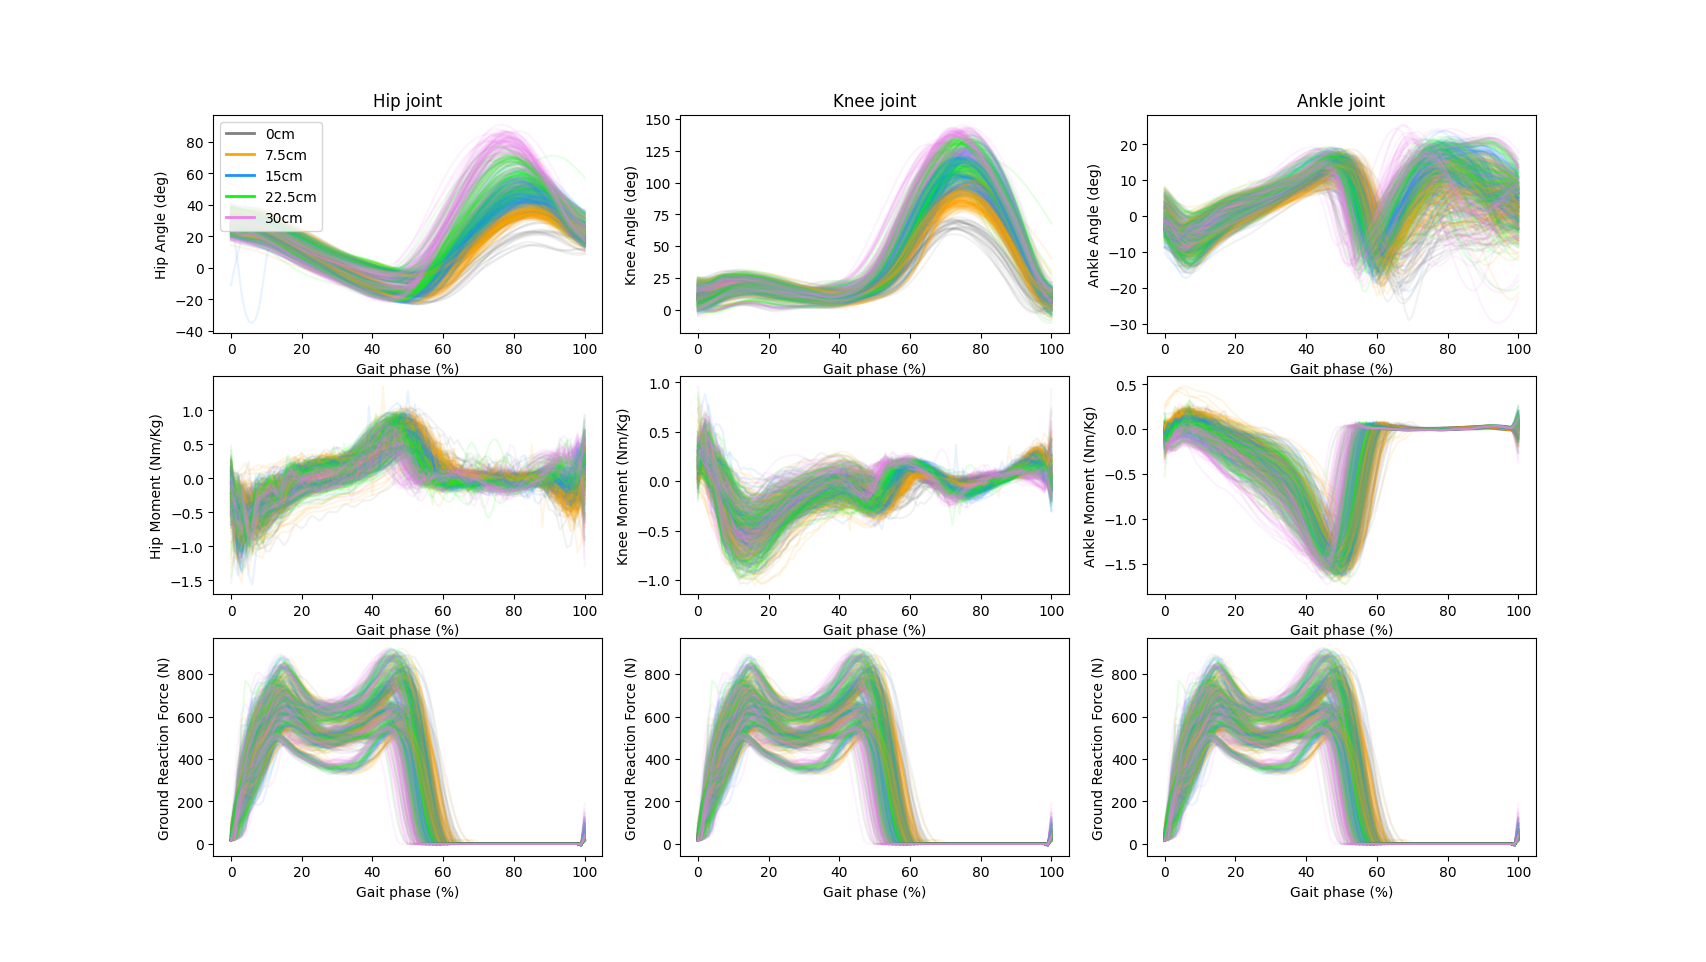 Hip joint
Knee joint
Ankle joint
Hip Angle (deg)
80
60
40
20
0
−20
−40
0cm
7.5cm
15cm
22.5cm
30cm
0 20 40 60 80 100
Gait phase (%)
Knee Angle (deg)
150
125
100
75
50
25
0
0 20 40 60 80 100
Gait phase (%)
Ankle Angle (deg)
20
10
0
−10
−20
−30
0 20 40 60 80 100
Gait phase (%)
Hip Moment (Nm/Kg)
1.0
0.5
0.0
−0.5
−1.0
−1.5
0 20 40 60 80 100
Gait phase (%)
Knee Moment (Nm/Kg)
1.0
0.5
0.0
−0.5
−1.0
0 20 40 60 80 100
Gait phase (%)
Ankle Moment (Nm/Kg)
0.5
0.0
−0.5
−1.0
−1.5
0 20 40 60 80 100
Gait phase (%)
Ground Reaction Force (N)
800
600
400
200
0
0 20 40 60 80 100
Gait phase (%)
Ground Reaction Force (N)
800
600
400
200
0
0 20 40 60 80 100
Gait phase (%)
Ground Reaction Force (N)
800
600
400
200
0
0 20 40 60 80 100
Gait phase (%)